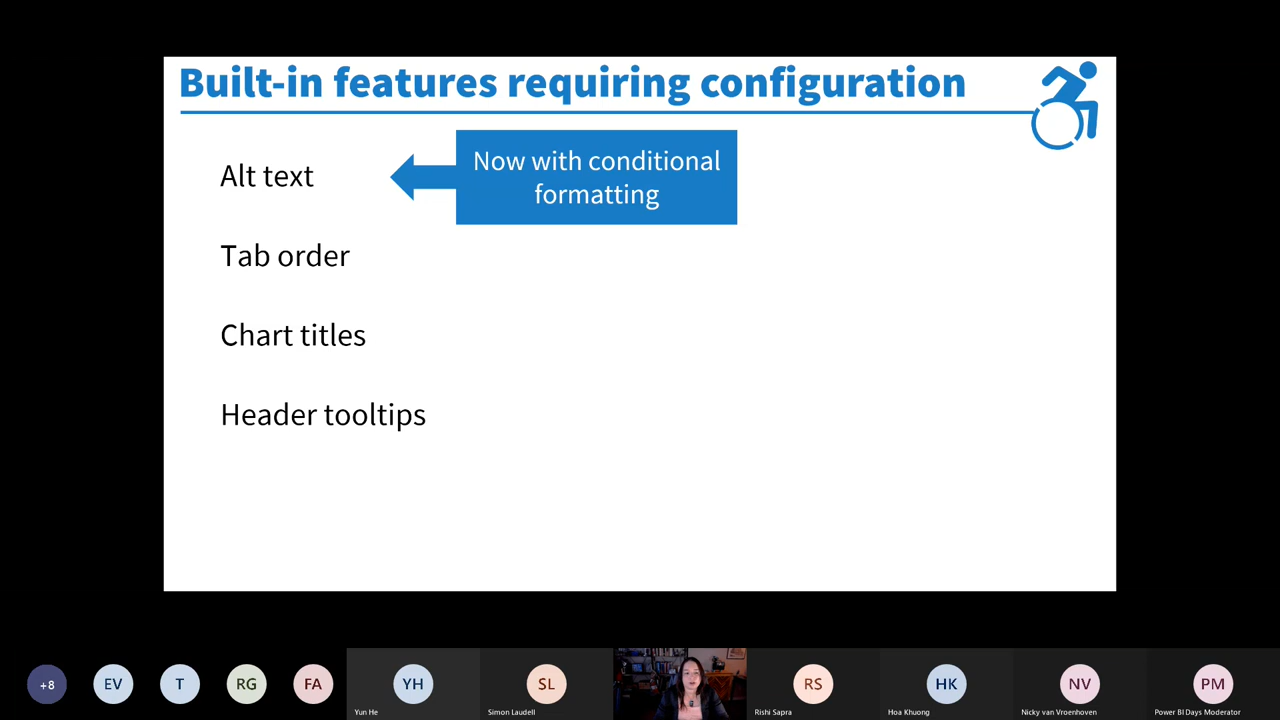 Built-in features requiring configuration
Alt text
Now with conditional
formatting
Tab order
Chart titles
Header tooltips
+8
EV
T
RG
FA
YH
Yun He
SL
Simon Laudell
RS
Rishi Sapra
HK
Hoa Khuong
NV
Nicky van Vroenhoven
PM
Power BI Days Moderator